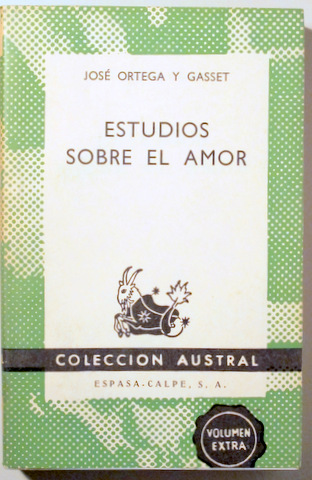 JOSÉ ORTEGA Y GASSET
ESTUDIOS
SOBRE EL AMOR
COLECCION AUSTRAL
ESPASA-CALPE, S. A.
VOLUMEN
EXTRA